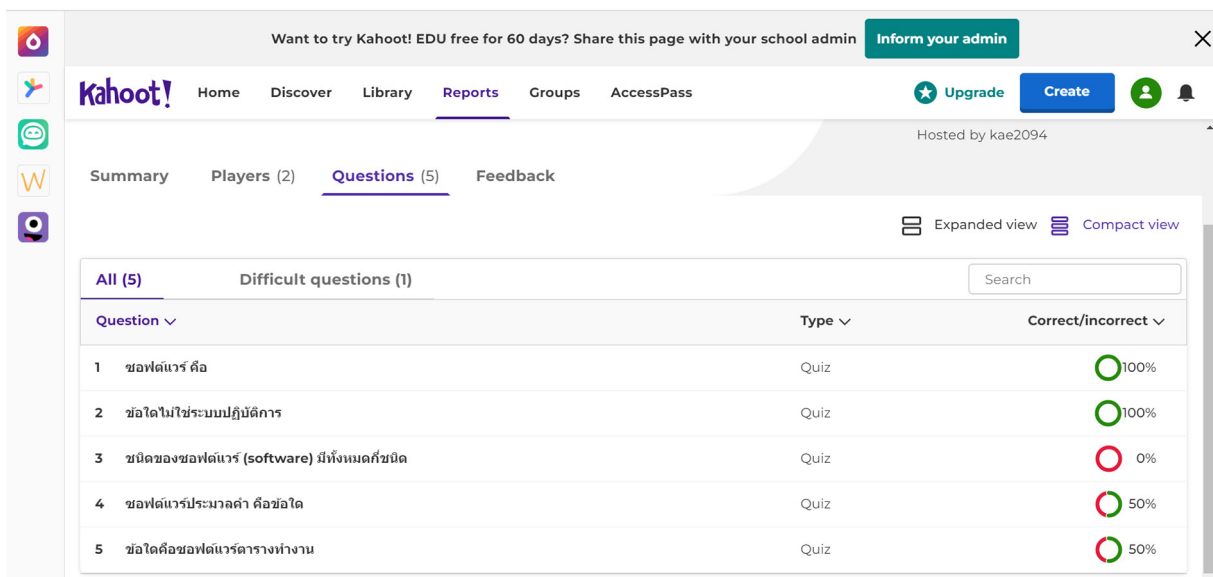 Want to try Kahoot! EDU free for 60 days? Share this page with your school admin Inform your admin
Kahoot! Home Discover Library Reports Groups AccessPass Upgrade Create
Hosted by kae2094
Summary Players (2) Questions (5) Feedback
Expanded view Compact view
All (5) Difficult questions (1) Search
Question Type Correct/incorrect
1 ซอฟต์แวร์ คือ Quiz 100%
2 ข้อใดไม่ใช่ระบบปฏิบัติการ Quiz 100%
3 ชนิดของซอฟต์แวร์ (software) มีทั้งหมดกี่ชนิด Quiz 0%
4 ซอฟต์แวร์ประมวลคำ คือข้อใด Quiz 50%
5 ข้อใดคือซอฟต์แวร์ตารางทำงาน Quiz 50%